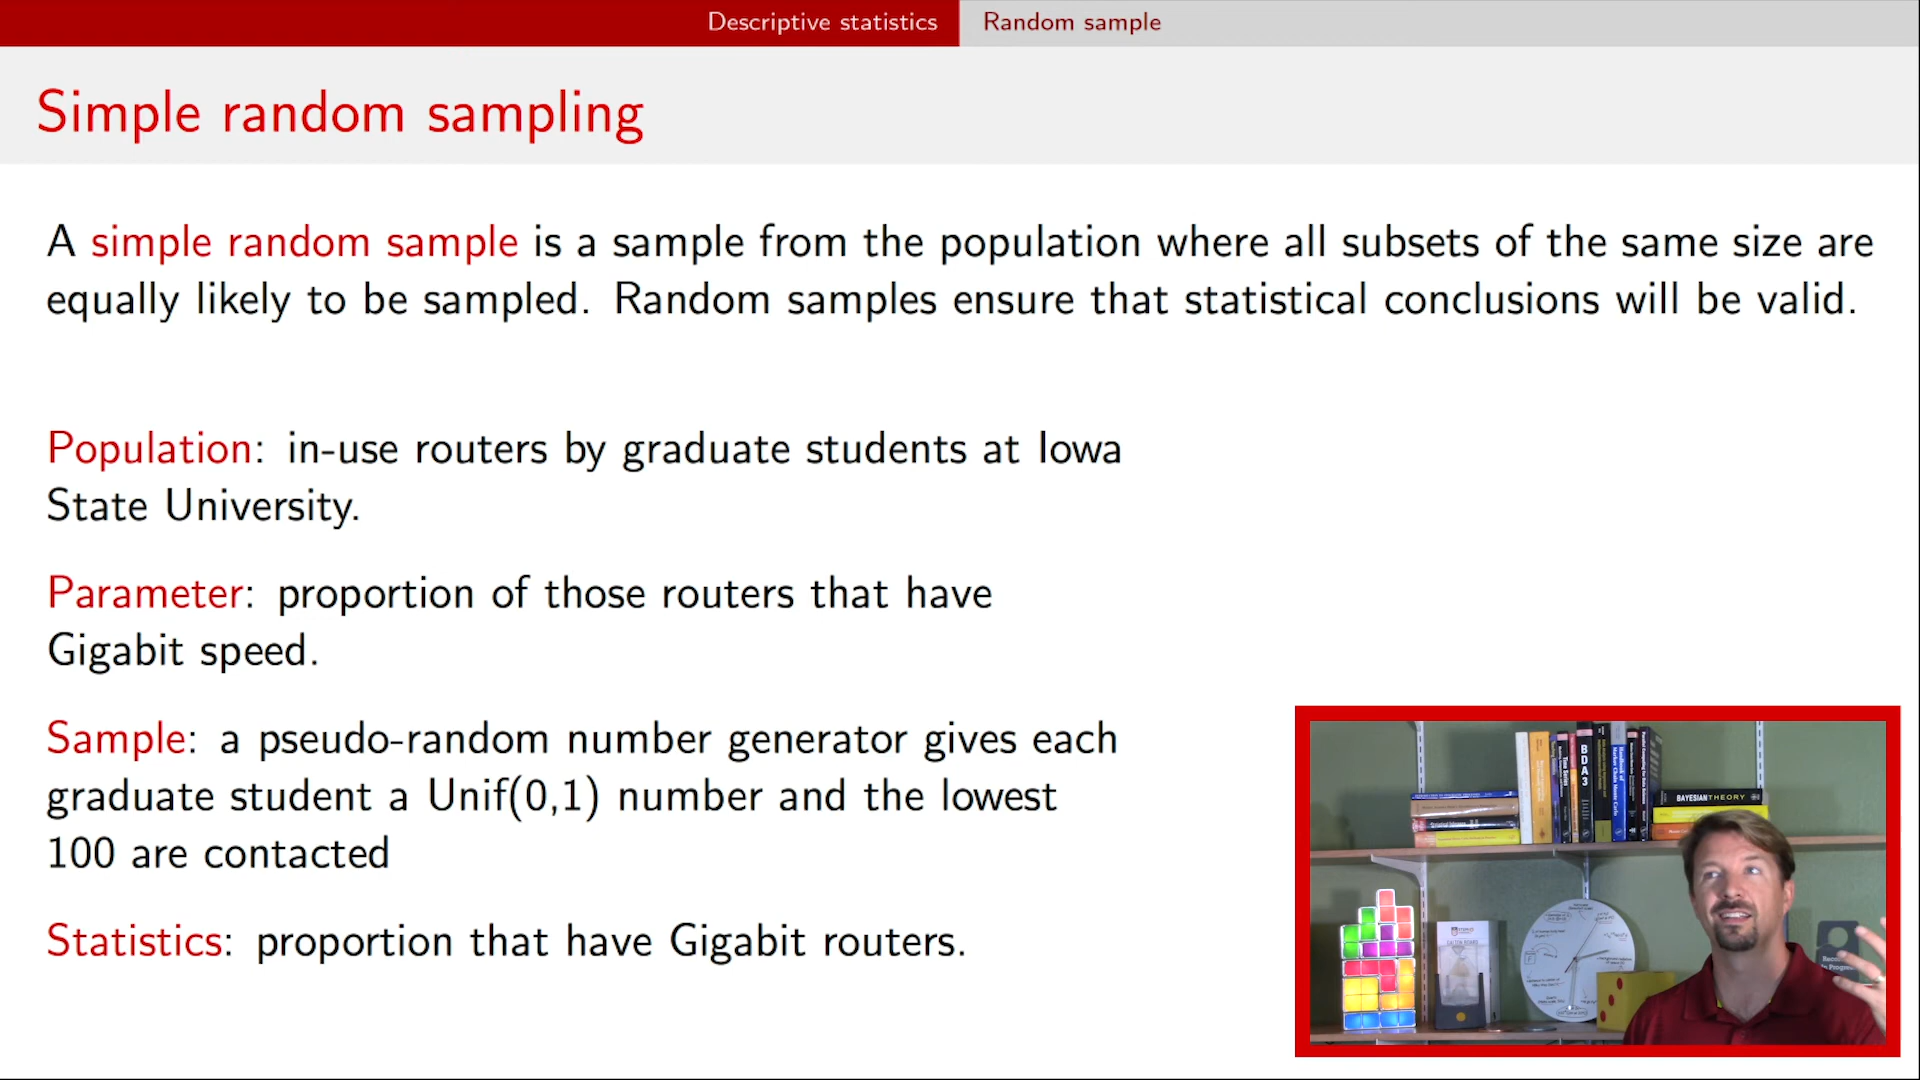 Descriptive statistics Random sample
Simple random sampling
A simple random sample is a sample from the population where all subsets of the same size are
equally likely to be sampled. Random samples ensure that statistical conclusions will be valid.
Population: in-use routers by graduate students at Iowa
State University.
Parameter: proportion of those routers that have
Gigabit speed.
Sample: a pseudo-random number generator gives each
graduate student a Unif(0,1) number and the lowest
100 are contacted
Statistics: proportion that have Gigabit routers.
BDA3
BAYESIAN THEORY